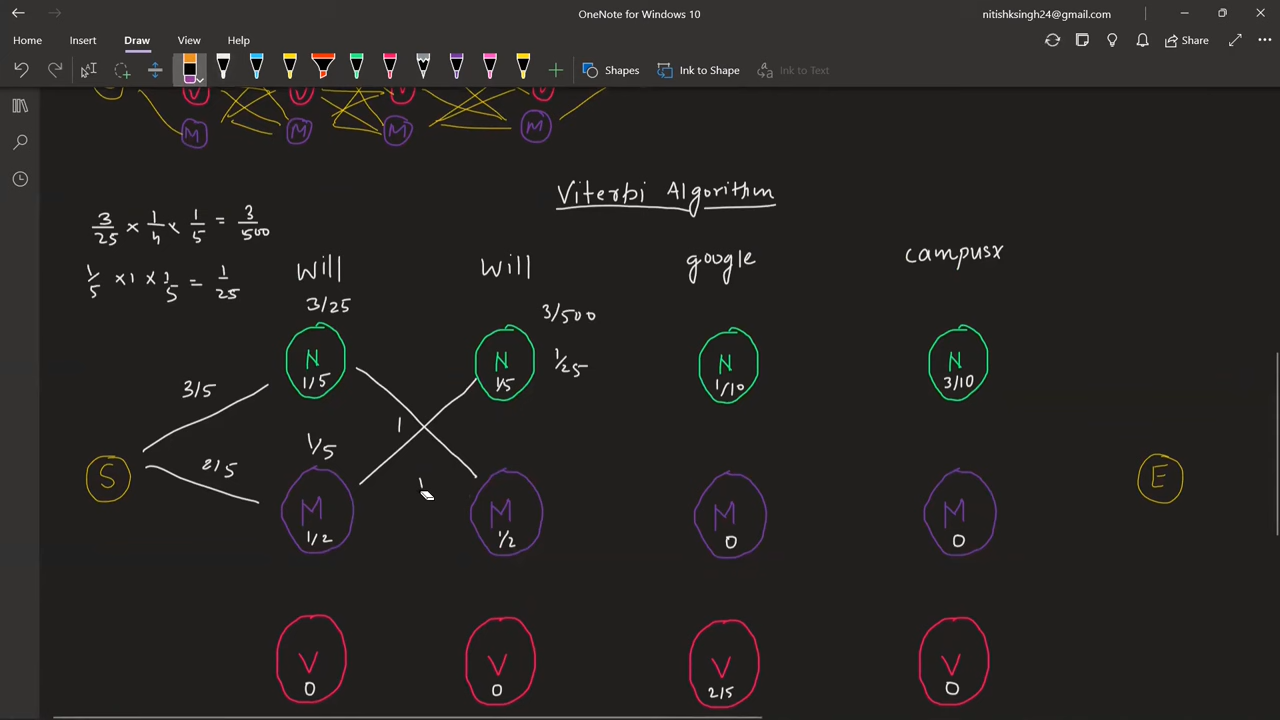 OneNote for Windows 10
nitishksingh24@gmail.com
Home Insert Draw View Help
Share
Shapes Ink to Shape Ink to Text
V V V V
M M M M
Viterbi Algorithm
3/25 × 1/4 × 1/5 = 3/500
1/5 × 1 × 1/5 = 1/25
Will Will google campusx
3/25 3/500
1/25
N N N N
1/5 1/5 1/10 3/10
3/5
1
1/5
2/5
S E
M M M M
1/2 1/2 0 0
V V V V
0 0 2/5 0